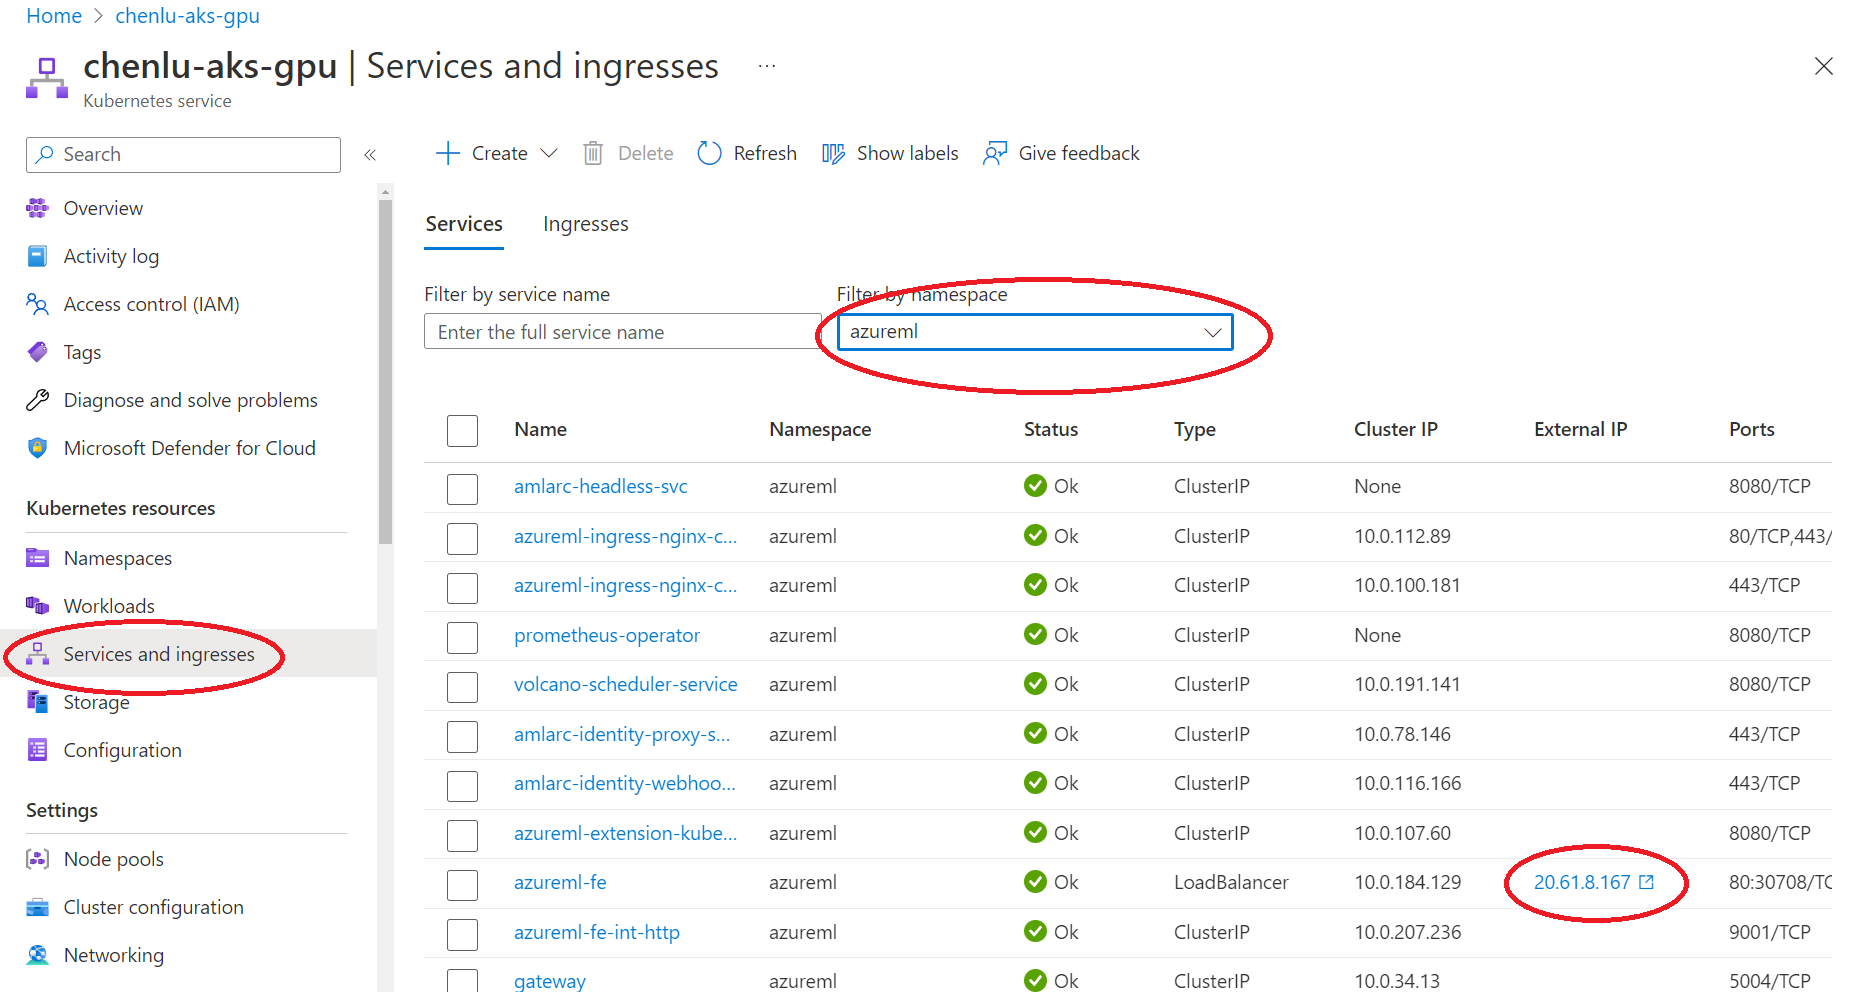 Home > chenlu-aks-gpu
chenlu-aks-gpu | Services and ingresses ...
Kubernetes service
Search «
Create Delete Refresh Show labels Give feedback
Overview
Activity log
Access control (IAM)
Tags
Diagnose and solve problems
Microsoft Defender for Cloud
Kubernetes resources
Namespaces
Workloads
Services and ingresses
Storage
Configuration
Settings
Node pools
Cluster configuration
Networking
Services Ingresses
Filter by service name Filter by namespace
Enter the full service name azureml
Name Namespace Status Type Cluster IP External IP Ports
amlarc-headless-svc azureml Ok ClusterIP None 8080/TCP
azureml-ingress-nginx-c... azureml Ok ClusterIP 10.0.112.89 80/TCP,443/
azureml-ingress-nginx-c... azureml Ok ClusterIP 10.0.100.181 443/TCP
prometheus-operator azureml Ok ClusterIP None 8080/TCP
volcano-scheduler-service azureml Ok ClusterIP 10.0.191.141 8080/TCP
amlarc-identity-proxy-s... azureml Ok ClusterIP 10.0.78.146 443/TCP
amlarc-identity-webhoo... azureml Ok ClusterIP 10.0.116.166 443/TCP
azureml-extension-kube... azureml Ok ClusterIP 10.0.107.60 8080/TCP
azureml-fe azureml Ok LoadBalancer 10.0.184.129 20.61.8.167 80:30708/TC
azureml-fe-int-http azureml Ok ClusterIP 10.0.207.236 9001/TCP
gateway azureml Ok ClusterIP 10.0.34.13 5004/TCP